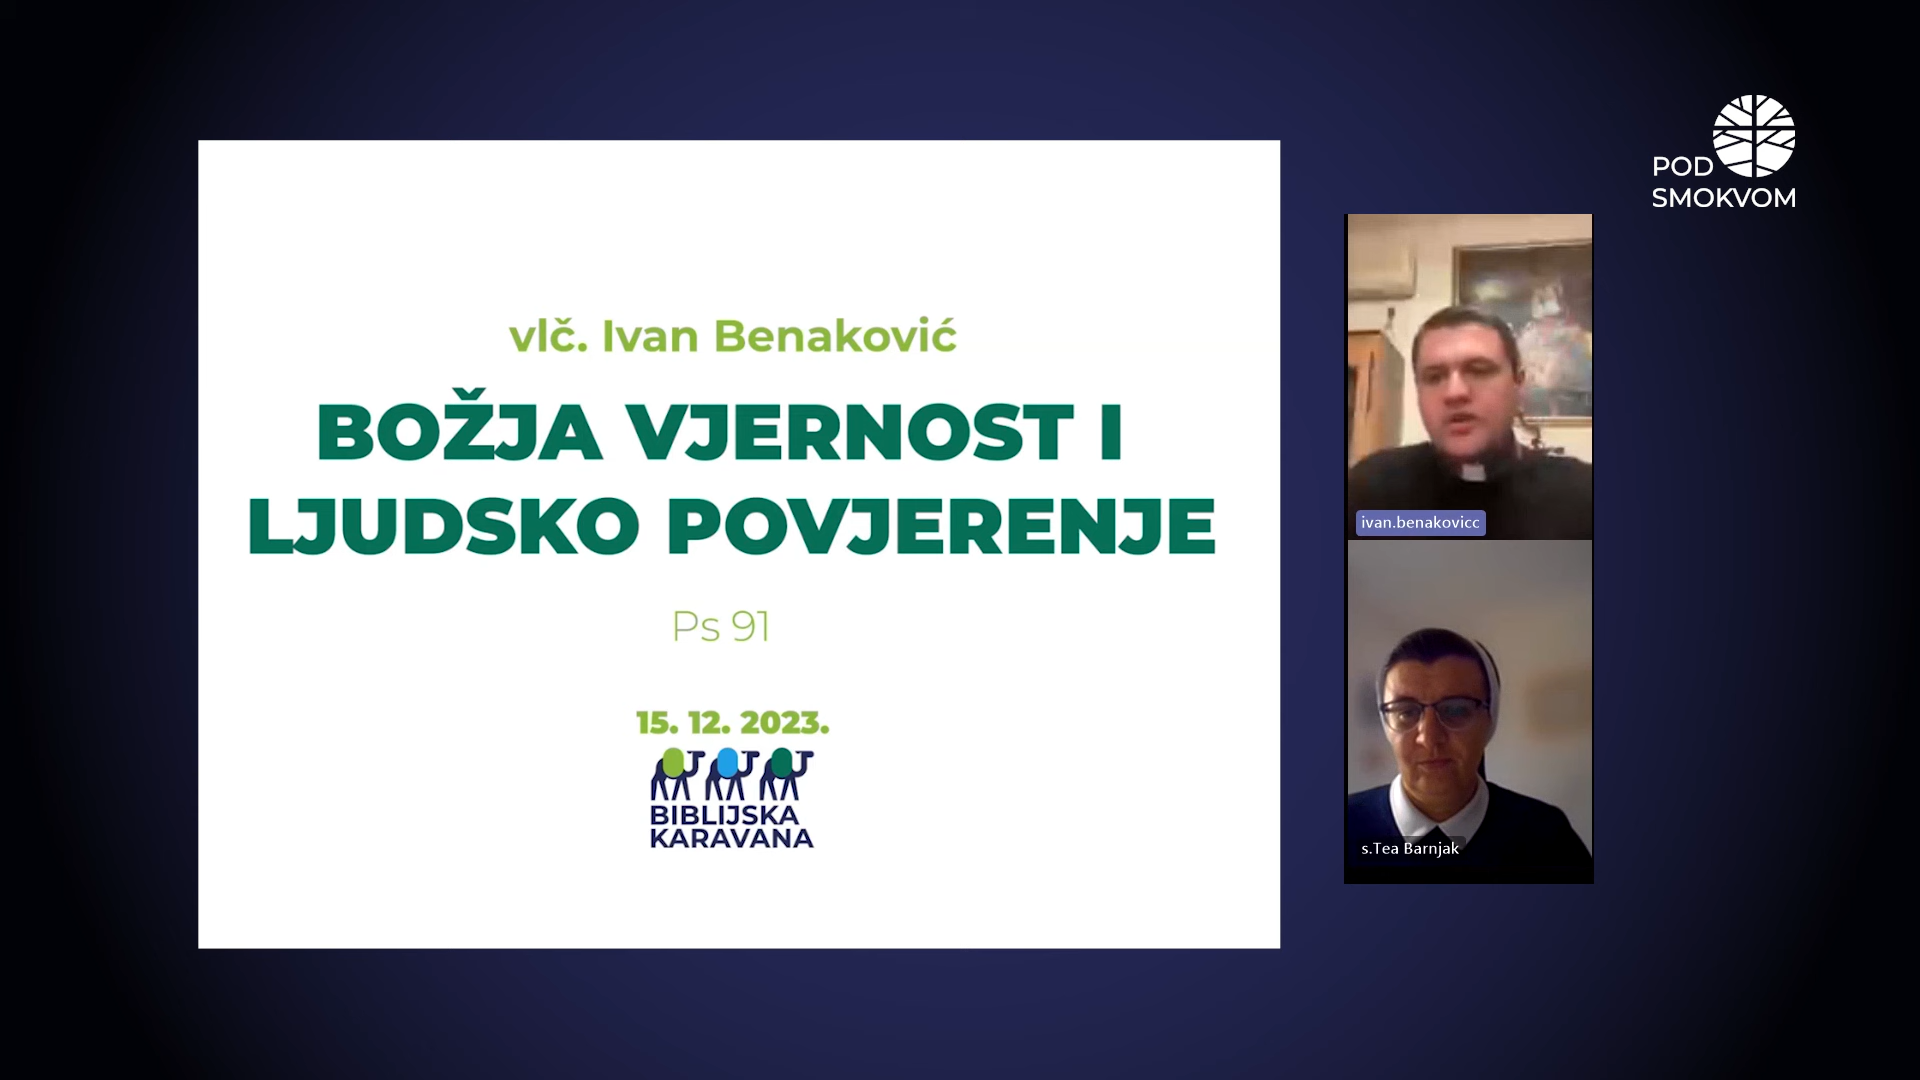 POD
SMOKVOM
vlč. Ivan Benaković
BOŽJA VJERNOST I
LJUDSKO POVJERENJE
Ps 91
15. 12. 2023.
BIBLIJSKA
KARAVANA
ivan.benakovicc
s.Tea Barnjak